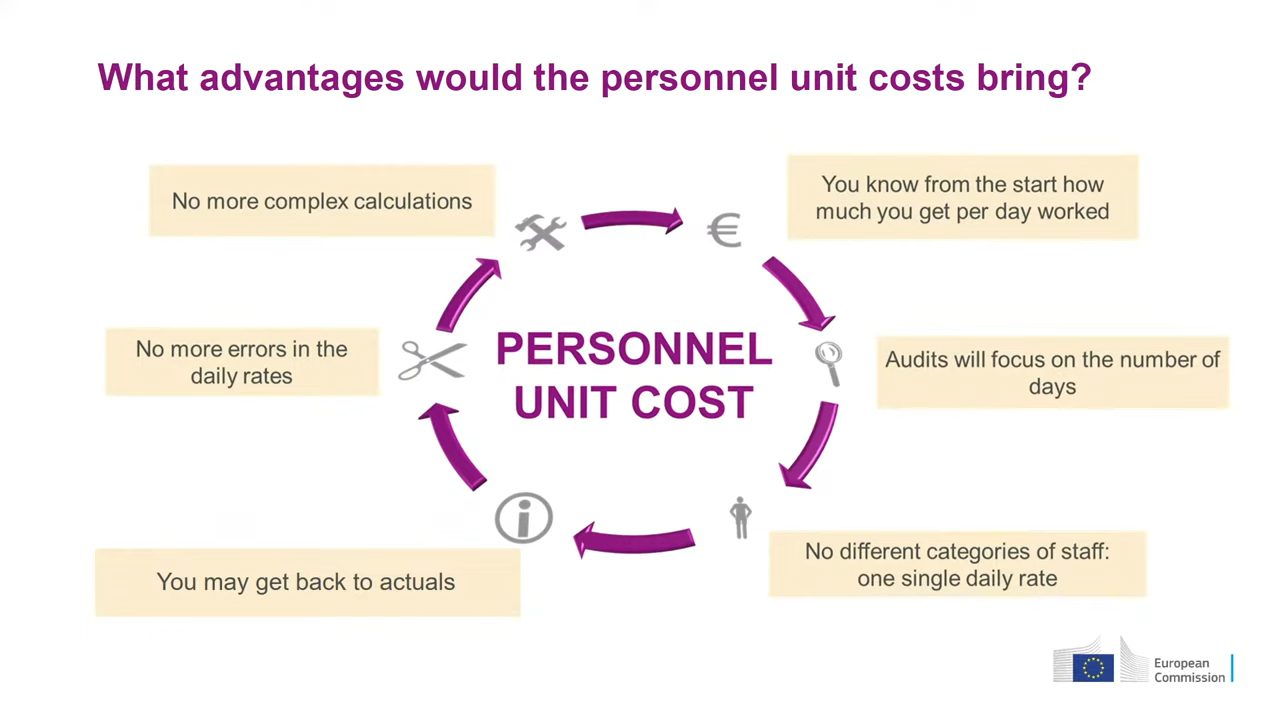 What advantages would the personnel unit costs bring?
No more complex calculations
You know from the start how
much you get per day worked
€
No more errors in the
daily rates
PERSONNEL
UNIT COST
Audits will focus on the number of
days
You may get back to actuals
No different categories of staff:
one single daily rate
European
Commission